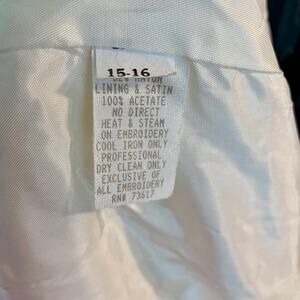 15-16
LINING & SATIN
100% ACETATE
NO DIRECT
HEAT & STEAM
ON EMBROIDERY
COOL IRON ONLY
PROFESSIONAL
DRY CLEAN ONLY
EXCLUSIVE OF
ALL EMBROIDERY
RN# 73617